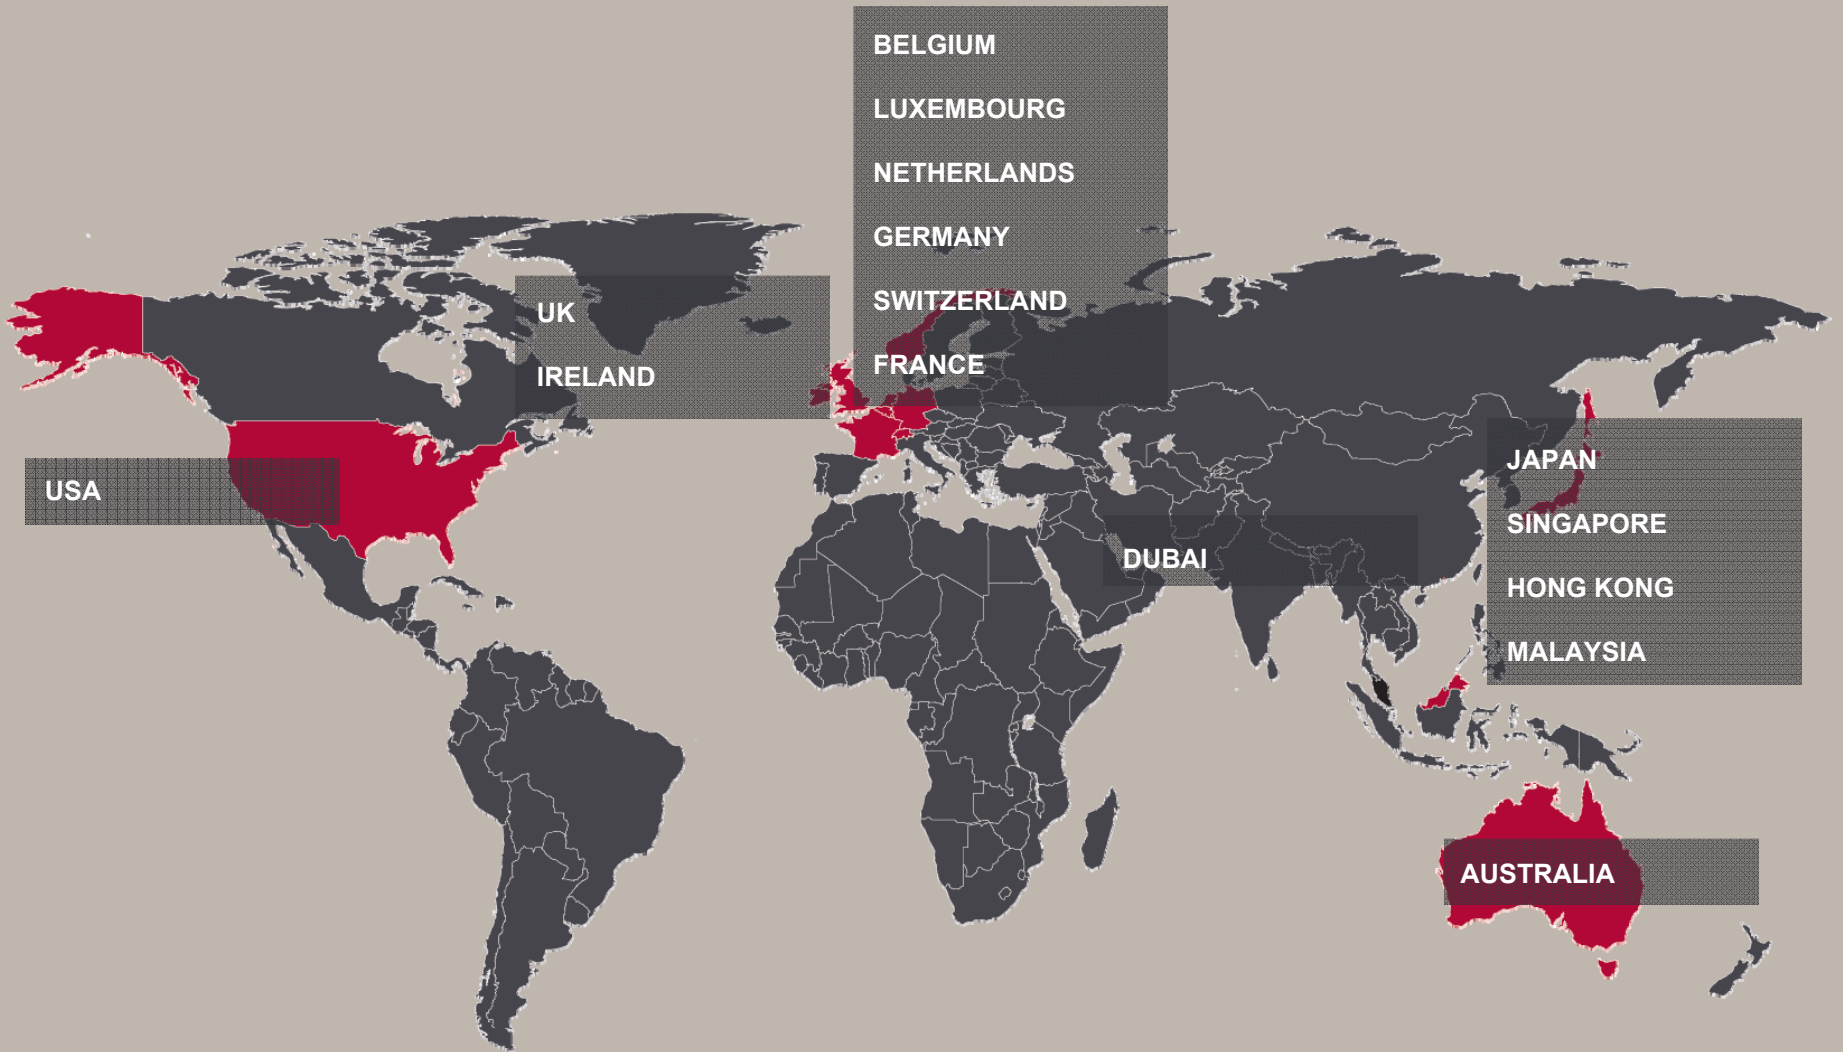 BELGIUM
LUXEMBOURG
NETHERLANDS
GERMANY
SWITZERLAND
FRANCE
UK
IRELAND
USA
DUBAI
JAPAN
SINGAPORE
HONG KONG
MALAYSIA
AUSTRALIA